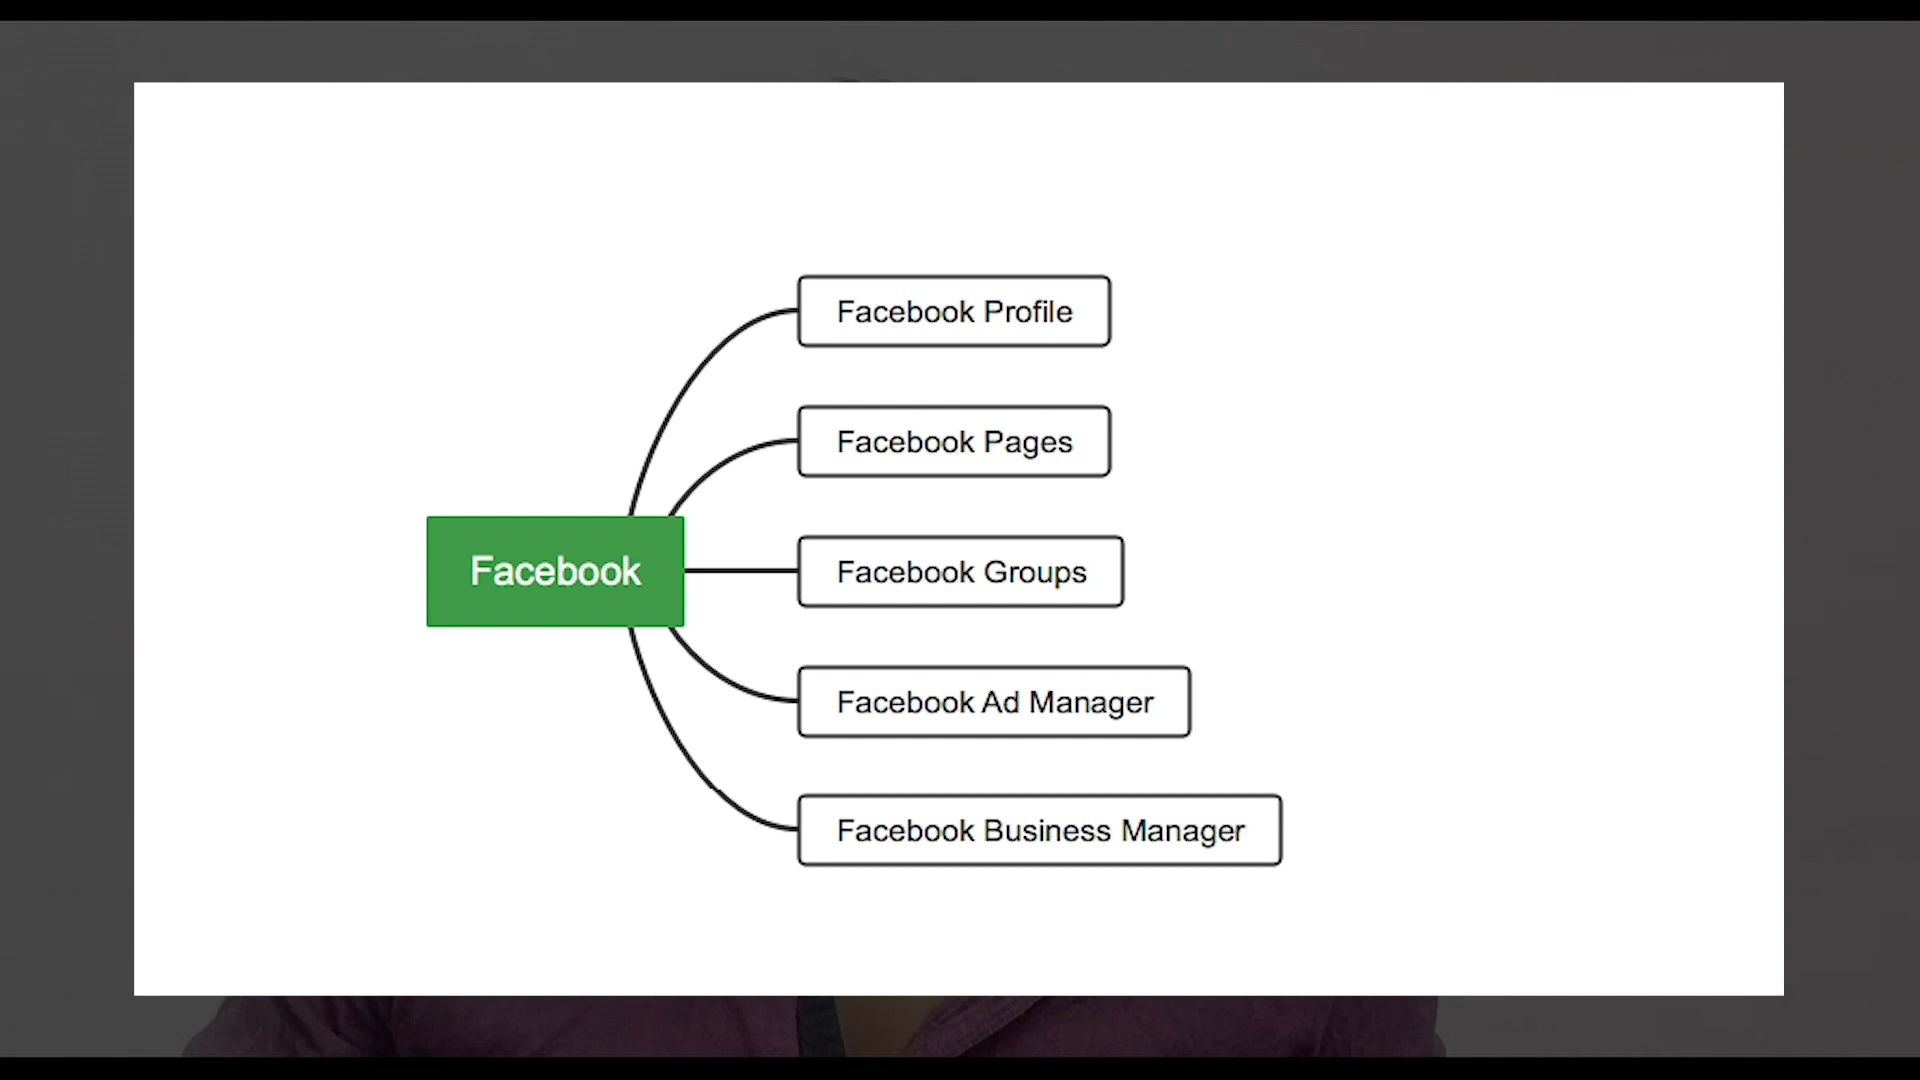 Facebook Profile
Facebook Pages
Facebook
Facebook Groups
Facebook Ad Manager
Facebook Business Manager